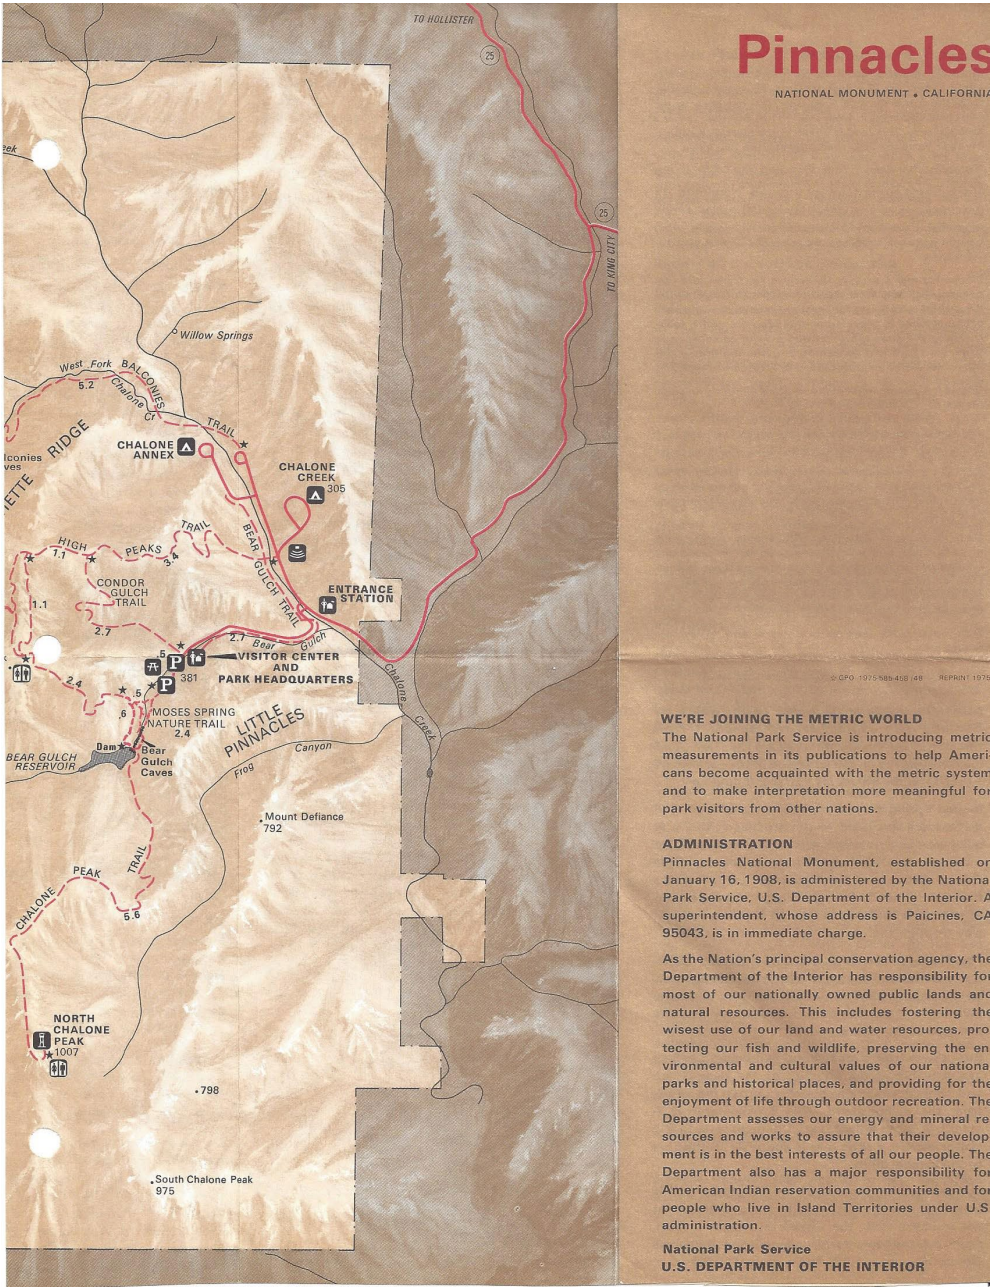 TO HOLLISTER
25
25
TO KING CITY
eek
Willow Springs
West Fork
Chalone Cr
5.2
BALCONIES TRAIL
RIDGE
lconies
ves
CHALONE
ANNEX
CHALONE
CREEK
305
HIGH PEAKS TRAIL
1.1
3.4
BEAR GULCH TRAIL
CONDOR
GULCH
TRAIL
1.1
2.7
ENTRANCE
STATION
2.7
Bear Gulch
.5
P
VISITOR CENTER
AND
PARK HEADQUARTERS
P
381
2.4
.5
.6
MOSES SPRING
NATURE TRAIL
2.4
LITTLE
PINNACLES
Chalone Creek
Dam
BEAR GULCH
RESERVOIR
Bear
Gulch
Caves
Frog Canyon
Mount Defiance
792
CHALONE PEAK TRAIL
5.6
NORTH
CHALONE
PEAK
1007
798
South Chalone Peak
975
Pinnacles
NATIONAL MONUMENT • CALIFORNIA
WE'RE JOINING THE METRIC WORLD
The National Park Service is introducing metric
measurements in its publications to help Ameri-
cans become acquainted with the metric system
and to make interpretation more meaningful for
park visitors from other nations.
ADMINISTRATION
Pinnacles National Monument, established on
January 16, 1908, is administered by the Nationa
Park Service, U.S. Department of the Interior. A
superintendent, whose address is Paicines, CA
95043, is in immediate charge.
As the Nation's principal conservation agency, the
Department of the Interior has responsibility for
most of our nationally owned public lands and
natural resources. This includes fostering the
wisest use of our land and water resources, pro
tecting our fish and wildlife, preserving the en
vironmental and cultural values of our nationa
parks and historical places, and providing for the
enjoyment of life through outdoor recreation. The
Department assesses our energy and mineral re
sources and works to assure that their develop
ment is in the best interests of all our people. The
Department also has a major responsibility for
American Indian reservation communities and for
people who live in Island Territories under U.S
administration.
National Park Service
U.S. DEPARTMENT OF THE INTERIOR